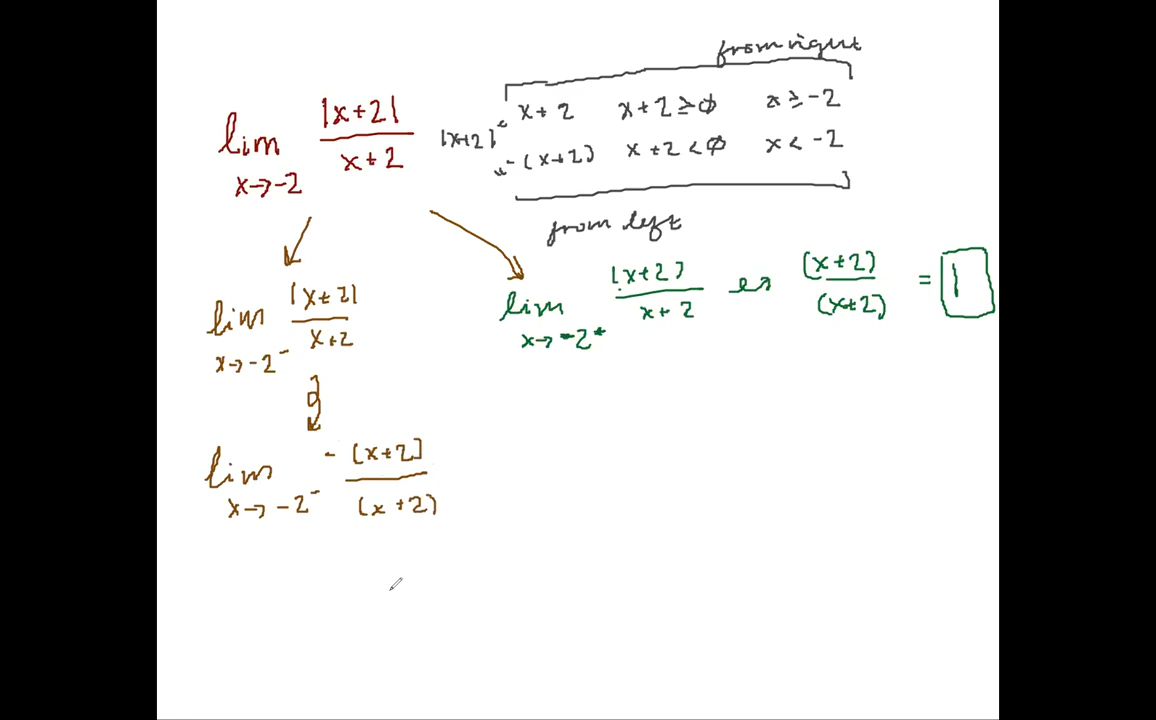 from right
lim |x+2| / x+2
x→-2
|x+2|
x+2 x+2≥0 x≥-2
-(x+2) x+2<0 x<-2
from left
lim |x+2| / x+2
x→-2⁻
lim (x+2) / x+2 (x+2) / (x+2) = 1
x→-2⁺
lim -[x+2] / (x+2)
x→-2⁻